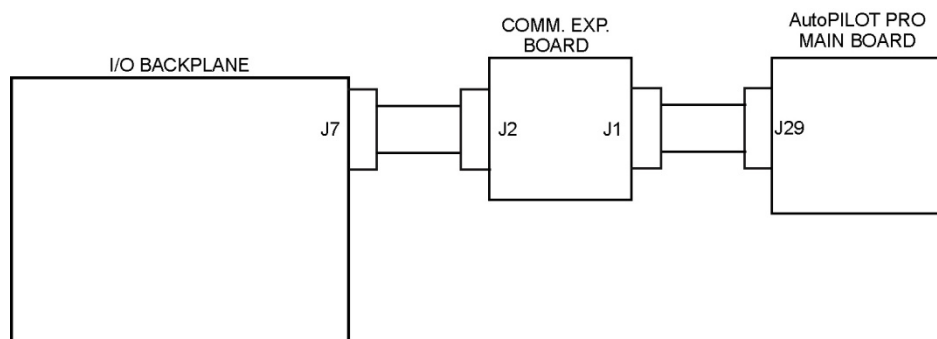 COMM. EXP.
BOARD
AutoPILOT PRO
MAIN BOARD
I/O BACKPLANE
J7
J2
J1
J29